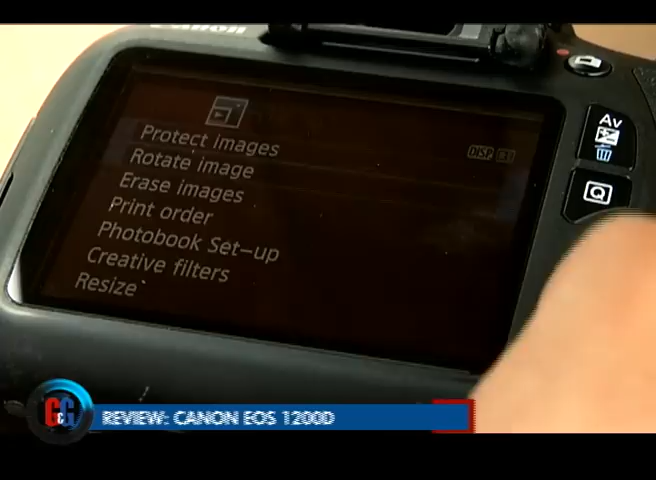 Canon
Av
DISP.
Protect images
Rotate image
Erase images
Q
Print order
Photobook Set-up
Creative filters
Resize
G&G
REVIEW: CANON EOS 1200D